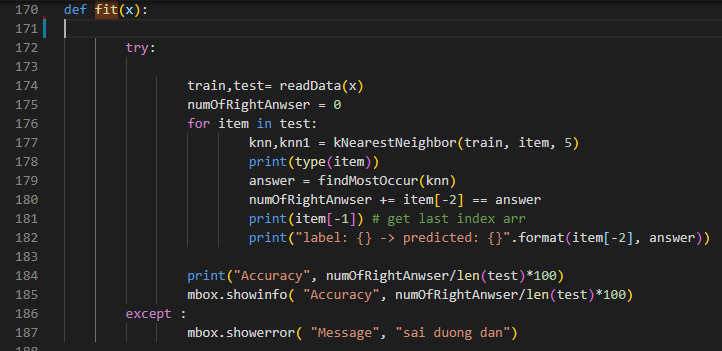 170 def fit(x):
171
172 try:
173
174 train,test= readData(x)
175 numOfRightAnwser = 0
176 for item in test:
177 knn,knn1 = kNearestNeighbor(train, item, 5)
178 print(type(item))
179 answer = findMostOccur(knn)
180 numOfRightAnwser += item[-2] == answer
181 print(item[-1]) # get last index arr
182 print("label: {} -> predicted: {}".format(item[-2], answer))
183
184 print("Accuracy", numOfRightAnwser/len(test)*100)
185 mbox.showinfo( "Accuracy", numOfRightAnwser/len(test)*100)
186 except :
187 mbox.showerror( "Message", "sai duong dan")
188